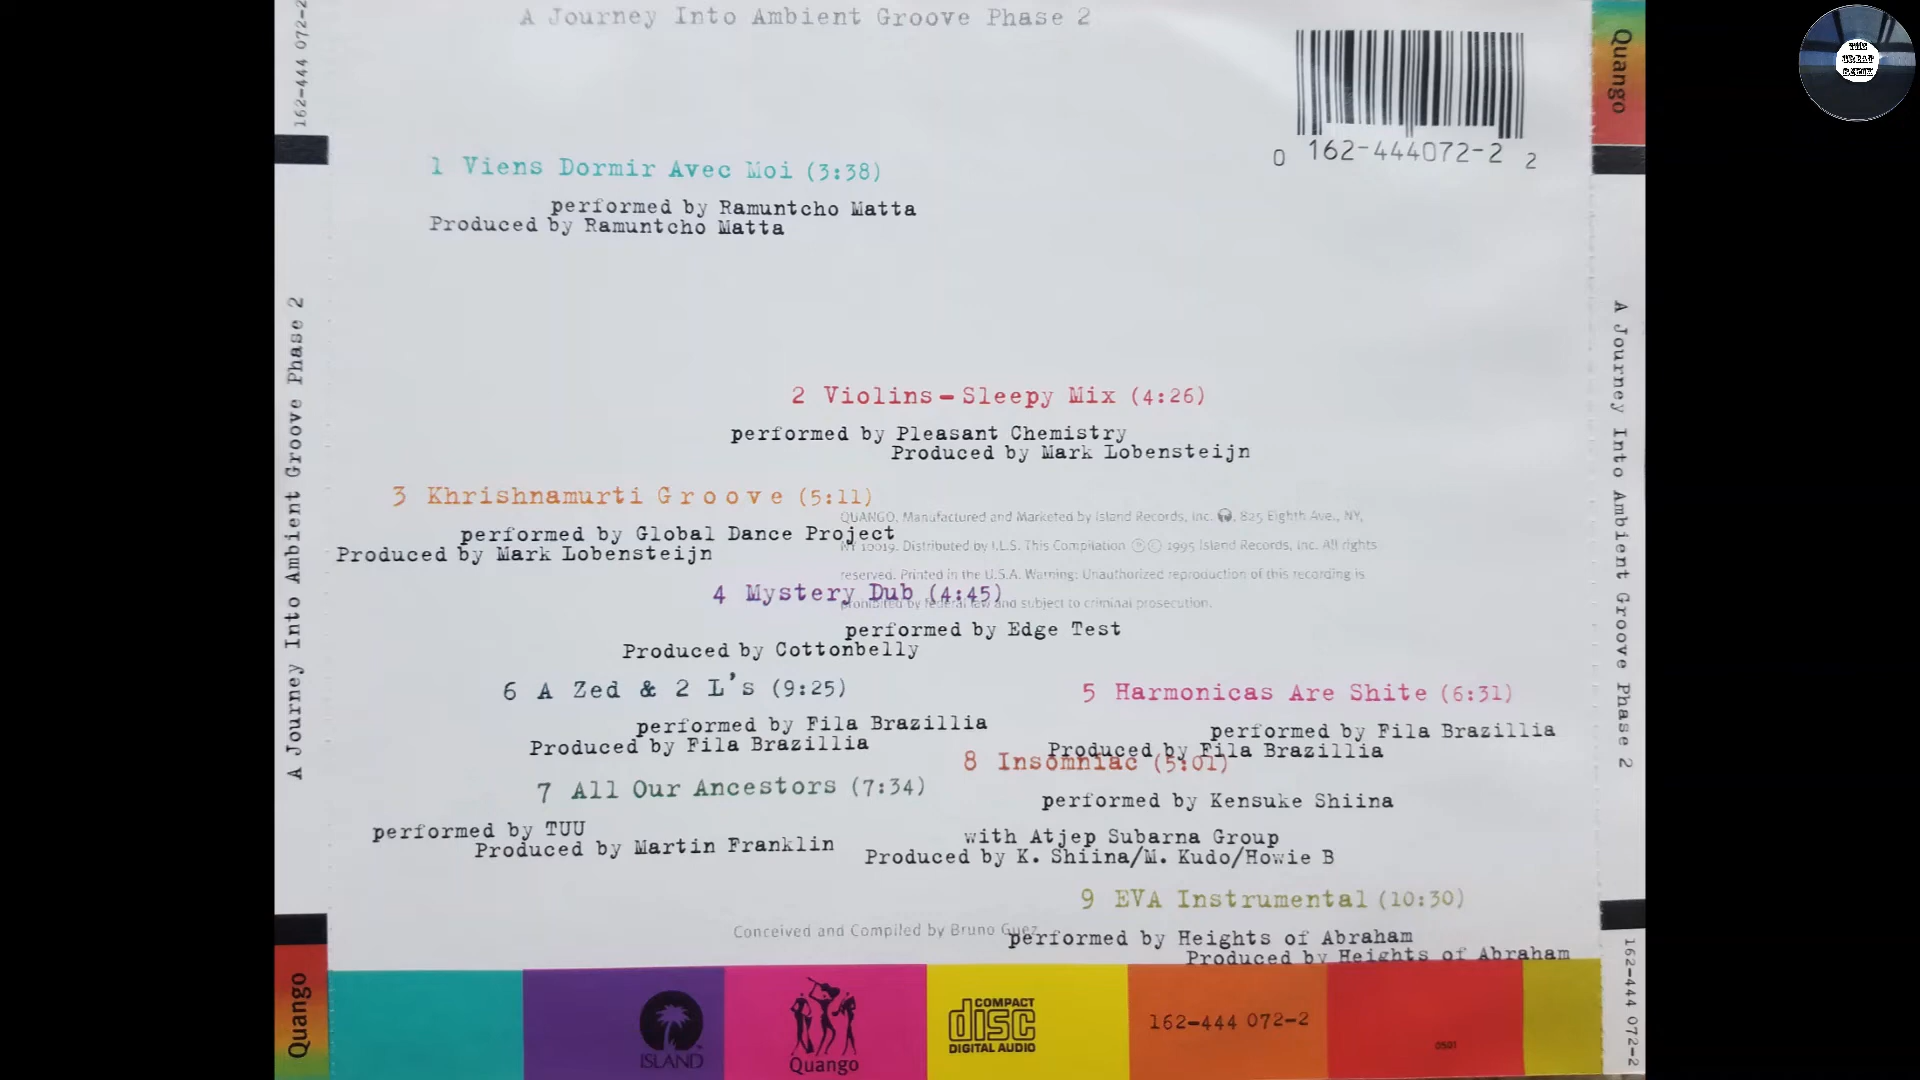 A Journey Into Ambient Groove Phase 2
162-444 072-2
Quango
THE
GREAT
REMIX
0 162-444072-2 2
1 Viens Dormir Avec Moi (3:38)
performed by Ramuntcho Matta
Produced by Ramuntcho Matta
A Journey Into Ambient Groove Phase 2
A Journey Into Ambient Groove Phase 2
2 Violins - Sleepy Mix (4:26)
performed by Pleasant Chemistry
Produced by Mark Lobensteijn
3 Khrishnamurti Groove (5:11)
performed by Global Dance Project
Produced by Mark Lobensteijn
QUANGO, Manufactured and Marketed by Island Records, Inc. 825 Eighth Ave., NY,
NY 10019. Distributed by I.L.S. This Compilation ℗© 1995 Island Records, Inc. All rights
reserved. Printed in the U.S.A. Warning: Unauthorized reproduction of this recording is
prohibited by federal law and subject to criminal prosecution.
4 Mystery Dub (4:45)
performed by Edge Test
Produced by Cottonbelly
5 Harmonicas Are Shite (6:31)
performed by Fila Brazillia
Produced by Fila Brazillia
6 A Zed & 2 L's (9:25)
performed by Fila Brazillia
Produced by Fila Brazillia
7 All Our Ancestors (7:34)
performed by TUU
Produced by Martin Franklin
8 Insomniac (5:01)
performed by Kensuke Shiina
with Atjep Subarna Group
Produced by K. Shiina/M. Kudo/Howie B
9 EVA Instrumental (10:30)
performed by Heights of Abraham
Produced by Heights of Abraham
Conceived and Compiled by Bruno Guez
Quango
ISLAND
Quango
COMPACT
disc
DIGITAL AUDIO
162-444 072-2
0501
162-444 072-2